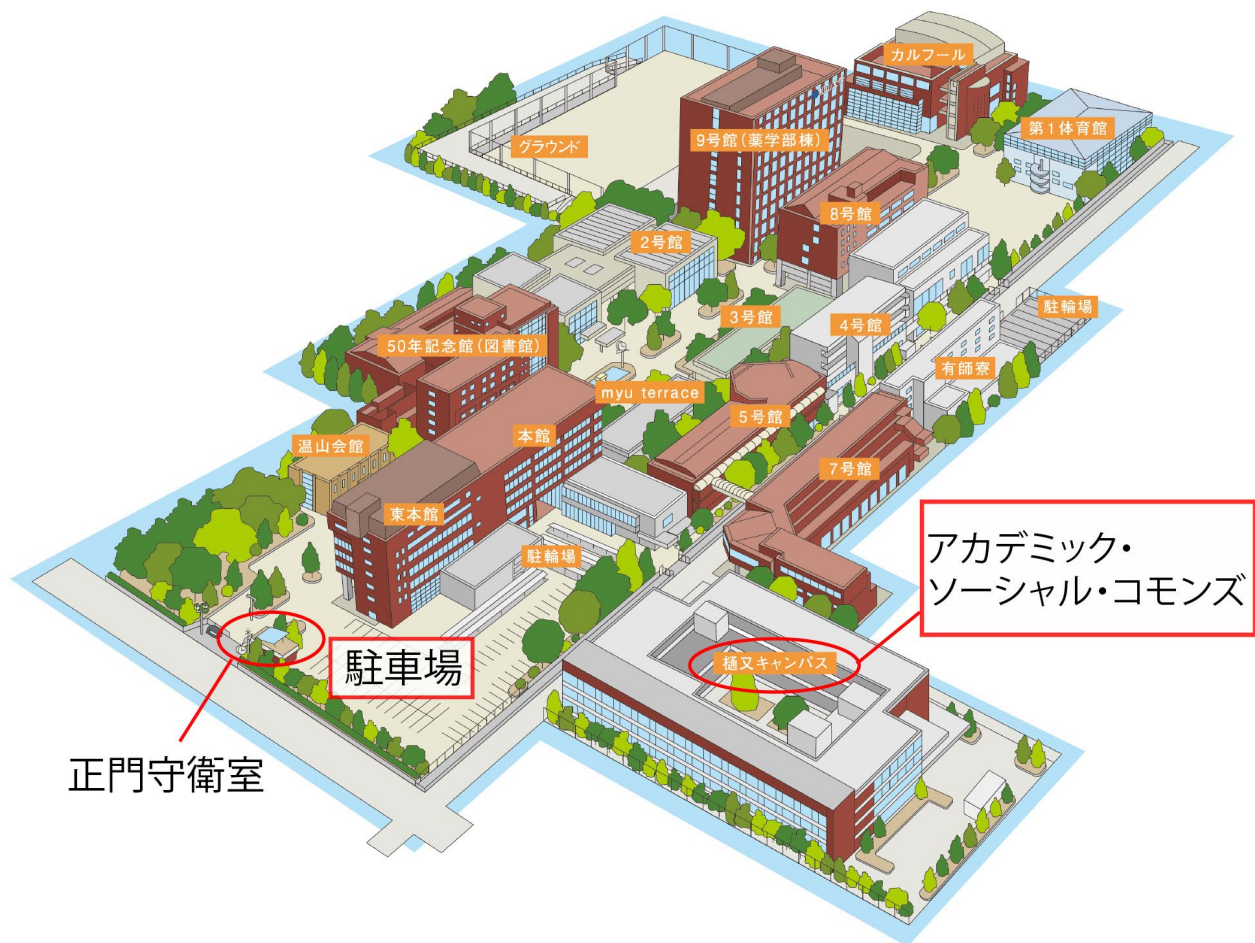 カルフール
第1体育館
グラウンド
9号館(薬学部棟)
8号館
2号館
駐輪場
3号館
4号館
50年記念館(図書館)
有師寮
myu terrace
5号館
本館
温山会館
7号館
東本館
駐輪場
アカデミック・
ソーシャル・コモンズ
樋又キャンパス
駐車場
正門守衛室